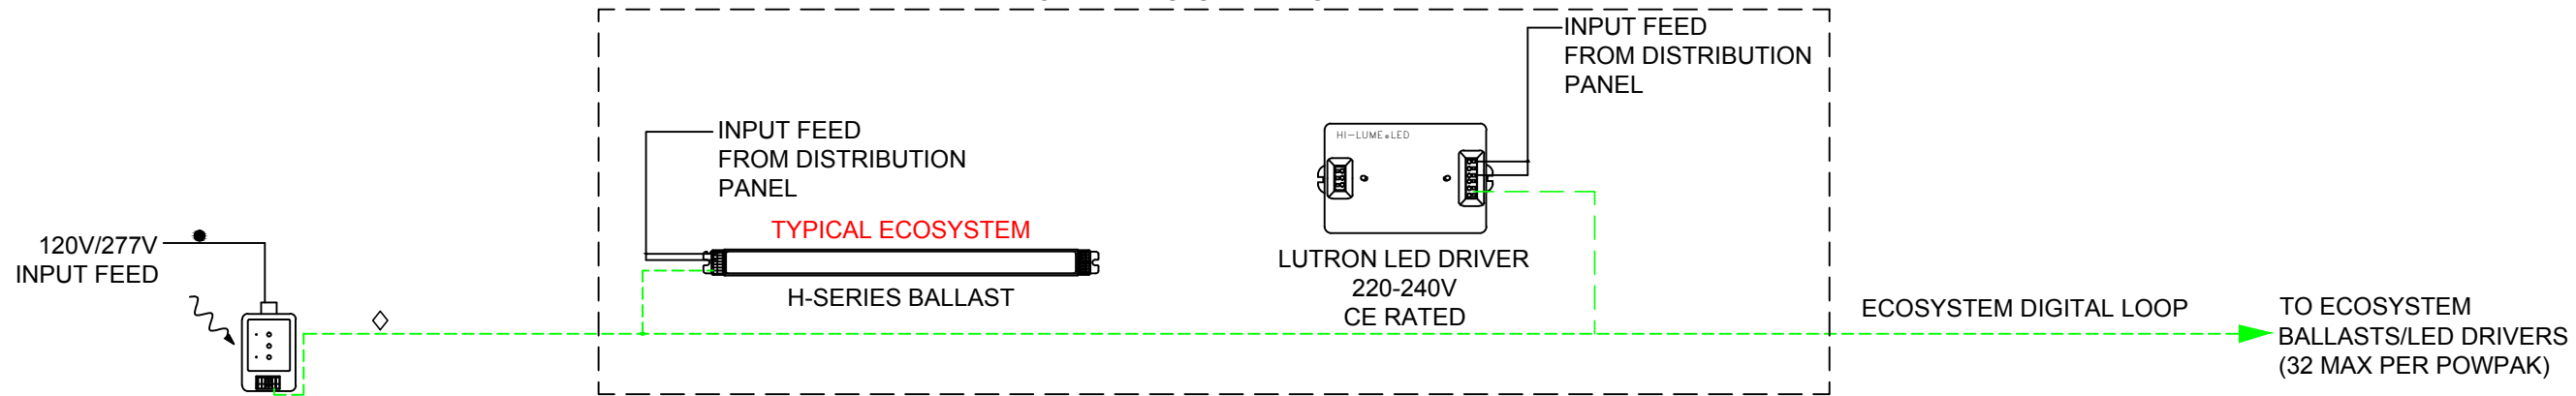 INPUT FEED
FROM DISTRIBUTION
PANEL
INPUT FEED
FROM DISTRIBUTION
PANEL
HI-LUME LED
TYPICAL ECOSYSTEM
120V/277V
INPUT FEED
H-SERIES BALLAST
LUTRON LED DRIVER
220-240V
CE RATED
ECOSYSTEM DIGITAL LOOP
TO ECOSYSTEM
BALLASTS/LED DRIVERS
(32 MAX PER POWPAK)